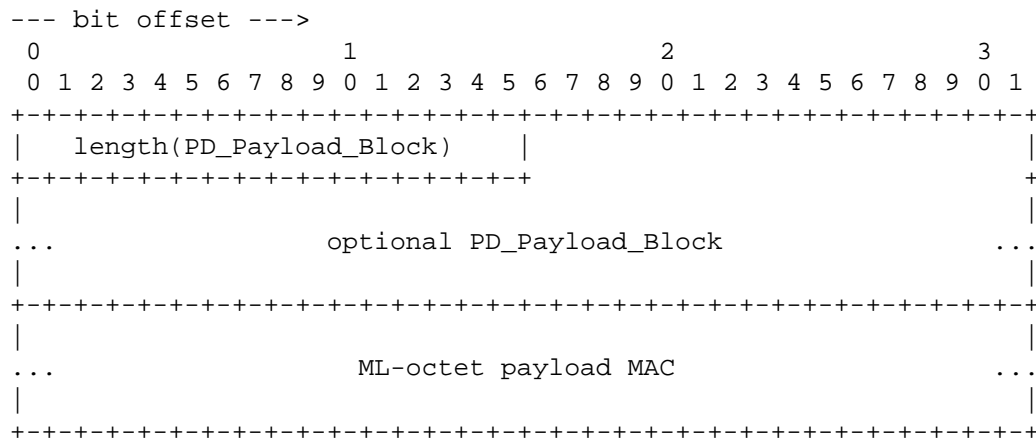 --- bit offset --->
 0                   1                   2                   3
 0 1 2 3 4 5 6 7 8 9 0 1 2 3 4 5 6 7 8 9 0 1 2 3 4 5 6 7 8 9 0 1
+-+-+-+-+-+-+-+-+-+-+-+-+-+-+-+-+-+-+-+-+-+-+-+-+-+-+-+-+-+-+-+-+
|   length(PD_Payload_Block)    |                               |
+-+-+-+-+-+-+-+-+-+-+-+-+-+-+-+-+                               +
|                                                               |
...                 optional PD_Payload_Block                 ...
|                                                               |
+-+-+-+-+-+-+-+-+-+-+-+-+-+-+-+-+-+-+-+-+-+-+-+-+-+-+-+-+-+-+-+-+
|                                                               |
...                   ML-octet payload MAC                    ...
|                                                               |
+-+-+-+-+-+-+-+-+-+-+-+-+-+-+-+-+-+-+-+-+-+-+-+-+-+-+-+-+-+-+-+-+